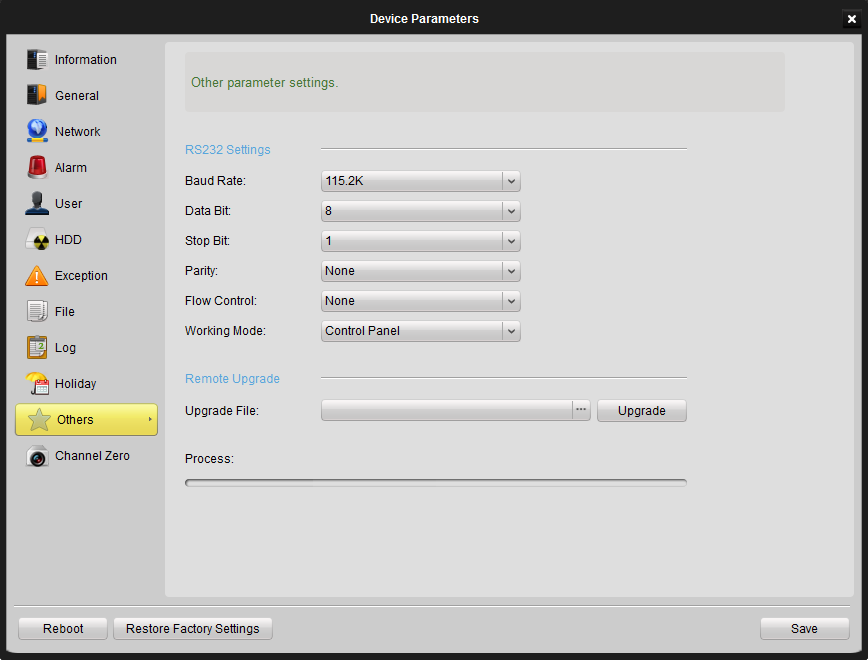 Device Parameters
Information
General
Network
Alarm
User
HDD
Exception
File
Log
Holiday
Others
Channel Zero
Other parameter settings.
RS232 Settings
Baud Rate: 115.2K
Data Bit: 8
Stop Bit: 1
Parity: None
Flow Control: None
Working Mode: Control Panel
Remote Upgrade
Upgrade File: ... Upgrade
Process:
Reboot Restore Factory Settings Save